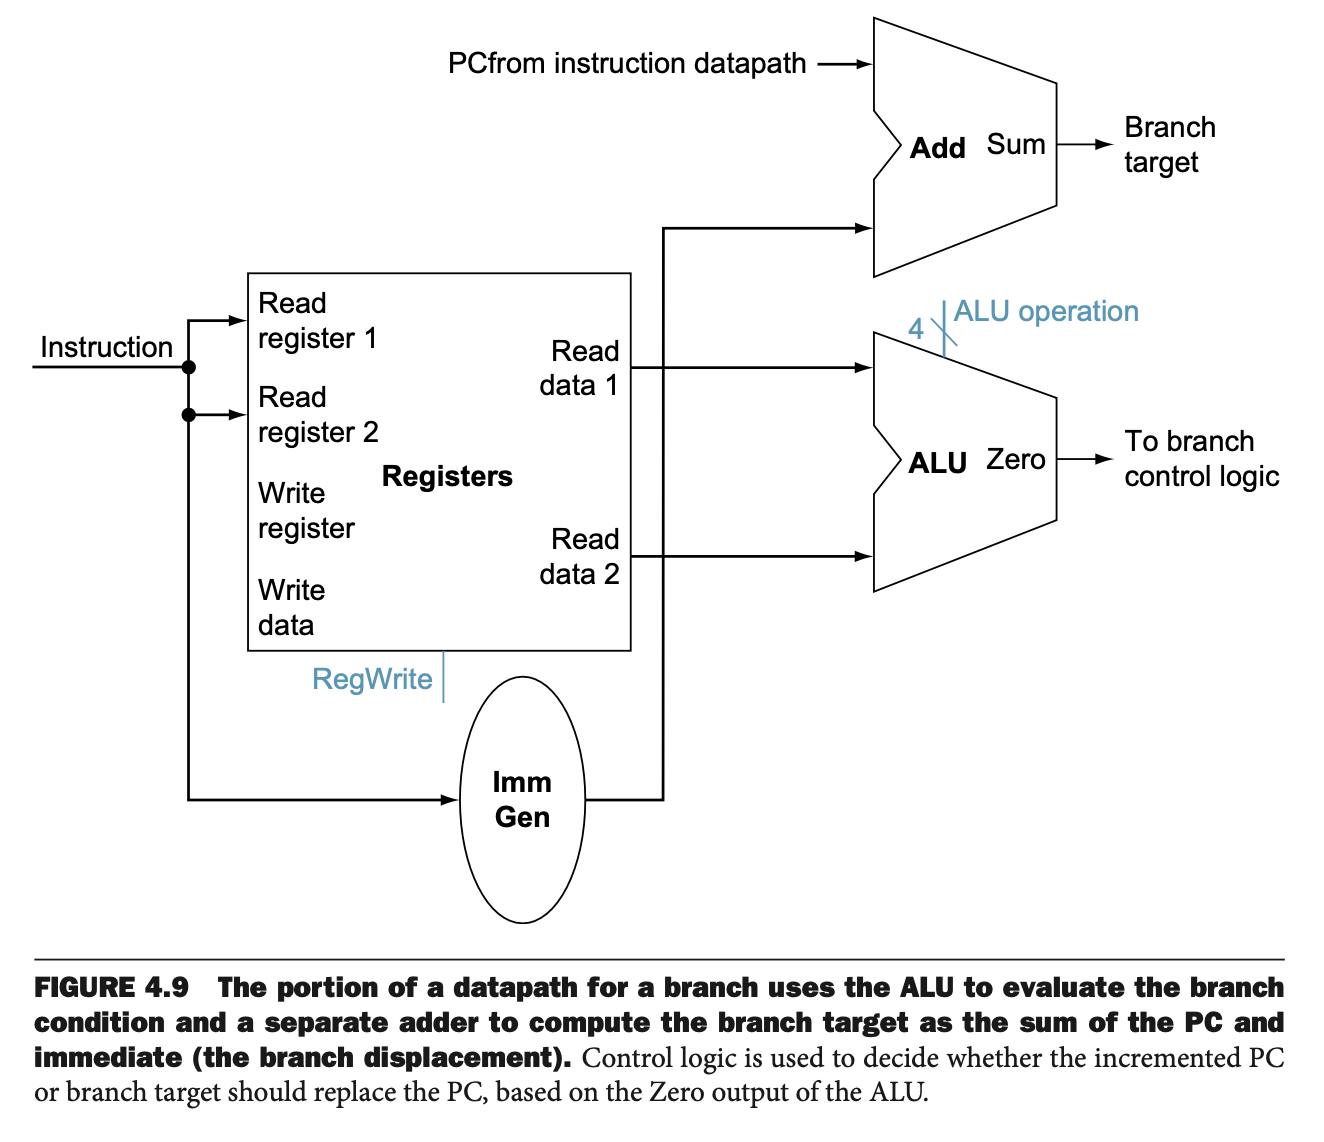 PCfrom instruction datapath
Add Sum
Branch
target
4
ALU operation
Instruction
Read
register 1
Read
data 1
Read
register 2
Registers
ALU Zero
To branch
control logic
Write
register
Read
data 2
Write
data
RegWrite
Imm
Gen
FIGURE 4.9 The portion of a datapath for a branch uses the ALU to evaluate the branch
condition and a separate adder to compute the branch target as the sum of the PC and
immediate (the branch displacement). Control logic is used to decide whether the incremented PC
or branch target should replace the PC, based on the Zero output of the ALU.